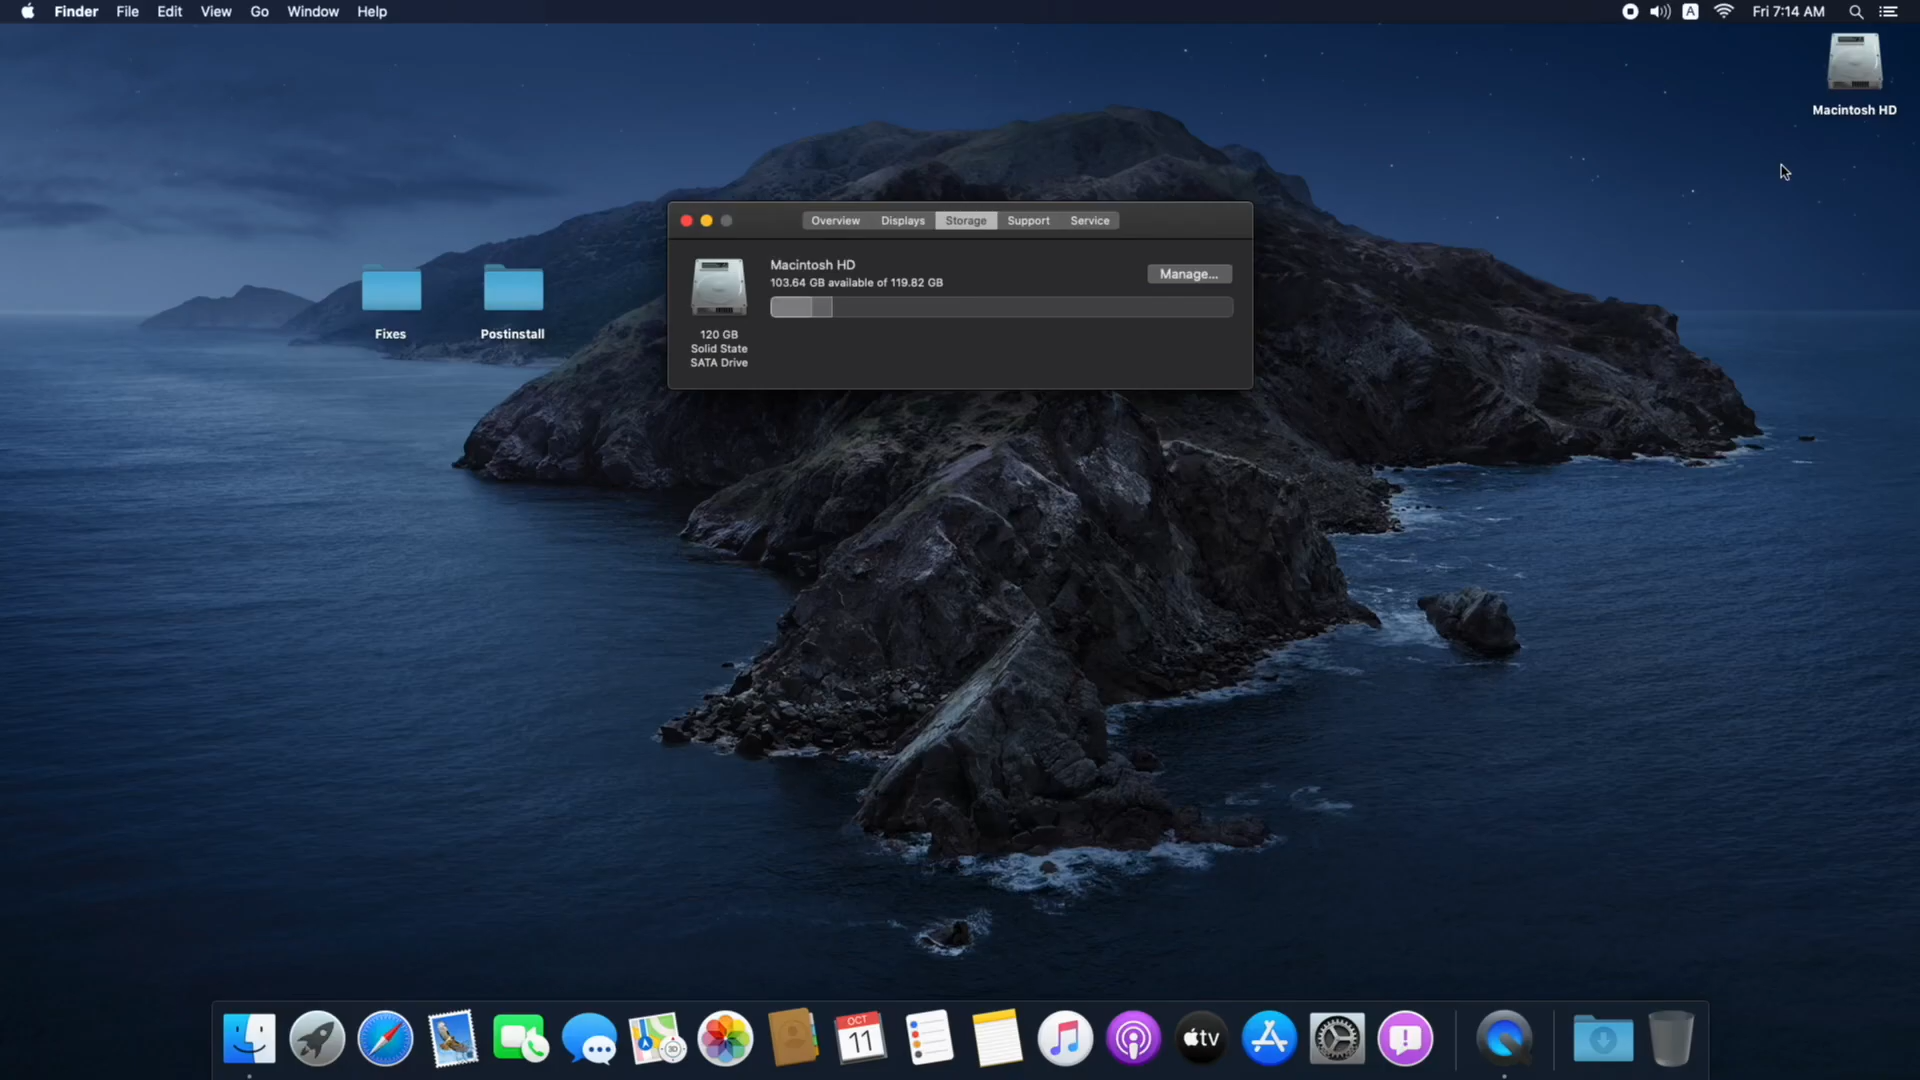 Finder File Edit View Go Window Help
A Fri 7:14 AM
Macintosh HD
Overview Displays Storage Support Service
Macintosh HD
103.64 GB available of 119.82 GB
Manage...
120 GB
Solid State
SATA Drive
Fixes
Postinstall
OCT
11
3D
tv